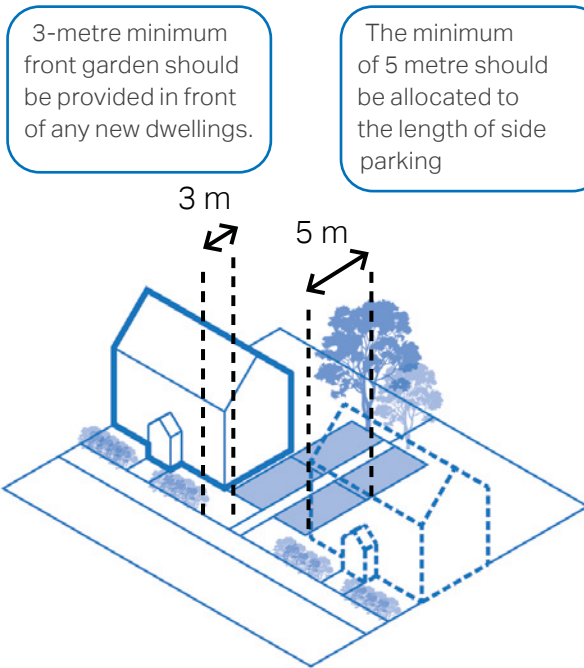 3-metre minimum
front garden should
be provided in front
of any new dwellings.
The minimum
of 5 metre should
be allocated to
the length of side
parking
3 m
5 m